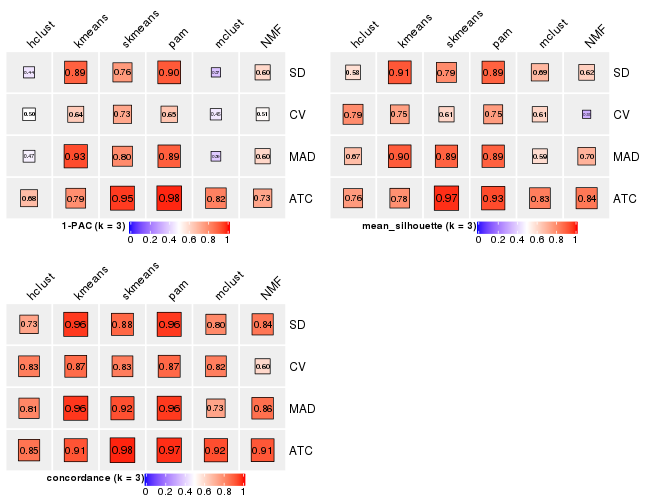 hclust kmeans skmeans pam mclust NMF
0.44 0.89 0.76 0.90 0.60 SD
0.50 0.64 0.73 0.65 0.45 0.51 CV
0.47 0.93 0.80 0.89 0.60 MAD
0.68 0.79 0.95 0.98 0.82 0.73 ATC
1-PAC (k = 3)
0 0.2 0.4 0.6 0.8 1
hclust kmeans skmeans pam mclust NMF
0.58 0.91 0.79 0.89 0.69 0.62 SD
0.79 0.75 0.61 0.75 0.61 CV
0.67 0.90 0.89 0.89 0.59 0.70 MAD
0.76 0.78 0.97 0.93 0.83 0.84 ATC
mean_silhouette (k = 3)
0 0.2 0.4 0.6 0.8 1
hclust kmeans skmeans pam mclust NMF
0.73 0.96 0.88 0.96 0.80 0.84 SD
0.83 0.87 0.83 0.87 0.82 0.60 CV
0.81 0.96 0.92 0.96 0.73 0.86 MAD
0.85 0.91 0.98 0.97 0.92 0.91 ATC
concordance (k = 3)
0 0.2 0.4 0.6 0.8 1